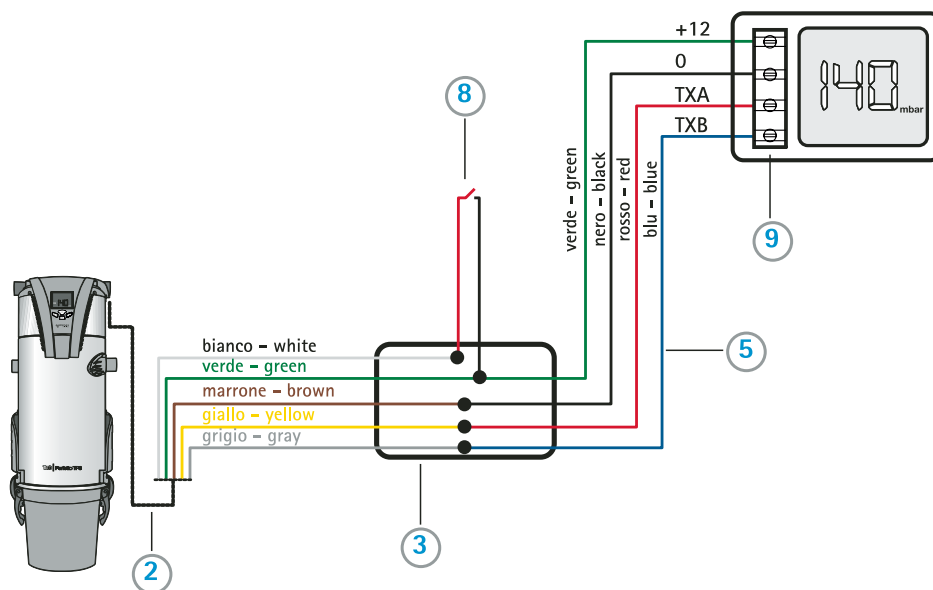 +12
0
TXA
TXB
140
mbar
8
verde – green
nero – black
rosso – red
blu – blue
9
bianco – white
verde – green
marrone – brown
giallo – yellow
grigio – gray
5
3
2